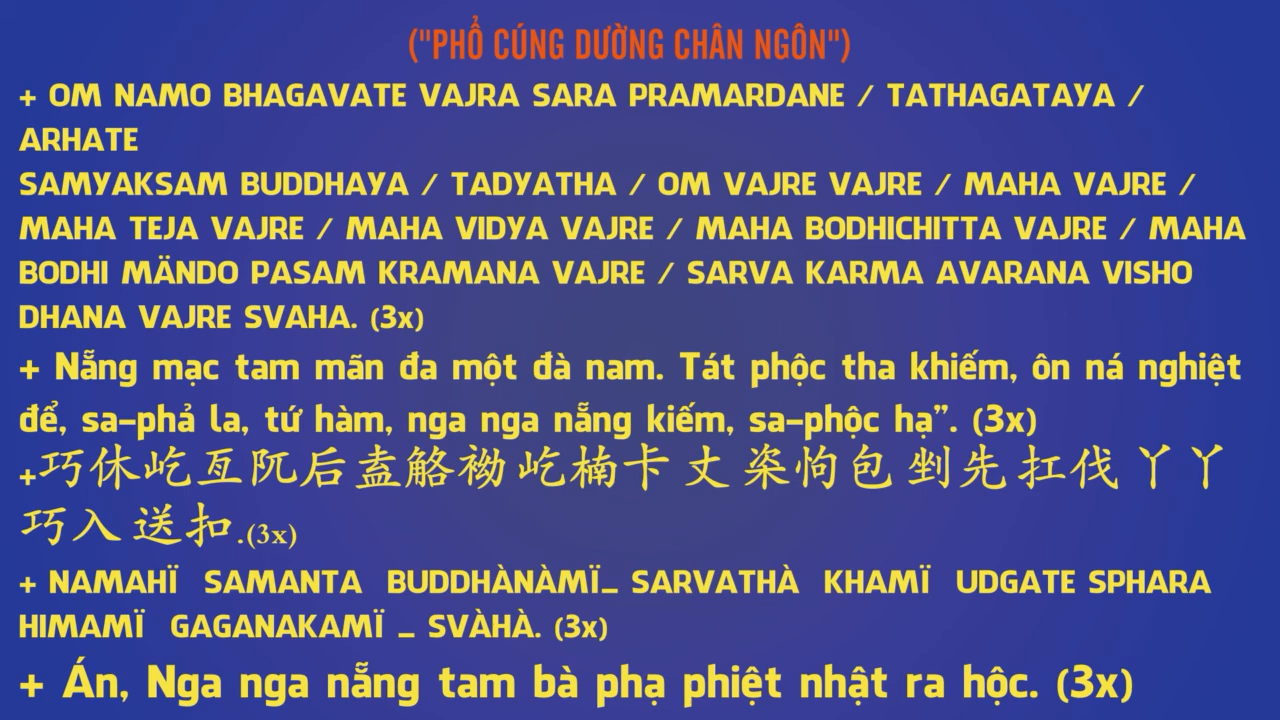 ("PHỔ CÚNG DƯỜNG CHÂN NGÔN")
+ OM NAMO BHAGAVATE VAJRA SARA PRAMARDANE / TATHAGATAYA /
ARHATE
SAMYAKSAM BUDDHAYA / TADYATHA / OM VAJRE VAJRE / MAHA VAJRE /
MAHA TEJA VAJRE / MAHA VIDYA VAJRE / MAHA BODHICHITTA VAJRE / MAHA
BODHI MÄNDO PASAM KRAMANA VAJRE / SARVA KARMA AVARANA VISHO
DHANA VAJRE SVAHA. (3x)
+ Nẵng mạc tam mãn đa một đà nam. Tát phộc tha khiếm, ôn ná nghiệt
để, sa-phả la, tứ hàm, nga nga nẵng kiếm, sa-phộc hạ”. (3x)
+巧休屹亙阢后盍觡袎屹楠卡丈柒怐包剉先扛伐丫丫
巧入送扣.(3x)
+ NAMAHÏ SAMANTA BUDDHÀNÀMÏ_ SARVATHÀ KHAMÏ UDGATE SPHARA
HIMAMÏ GAGANAKAMÏ _ SVÀHÀ. (3x)
+ Án, Nga nga nẵng tam bà phạ phiệt nhật ra hộc. (3x)